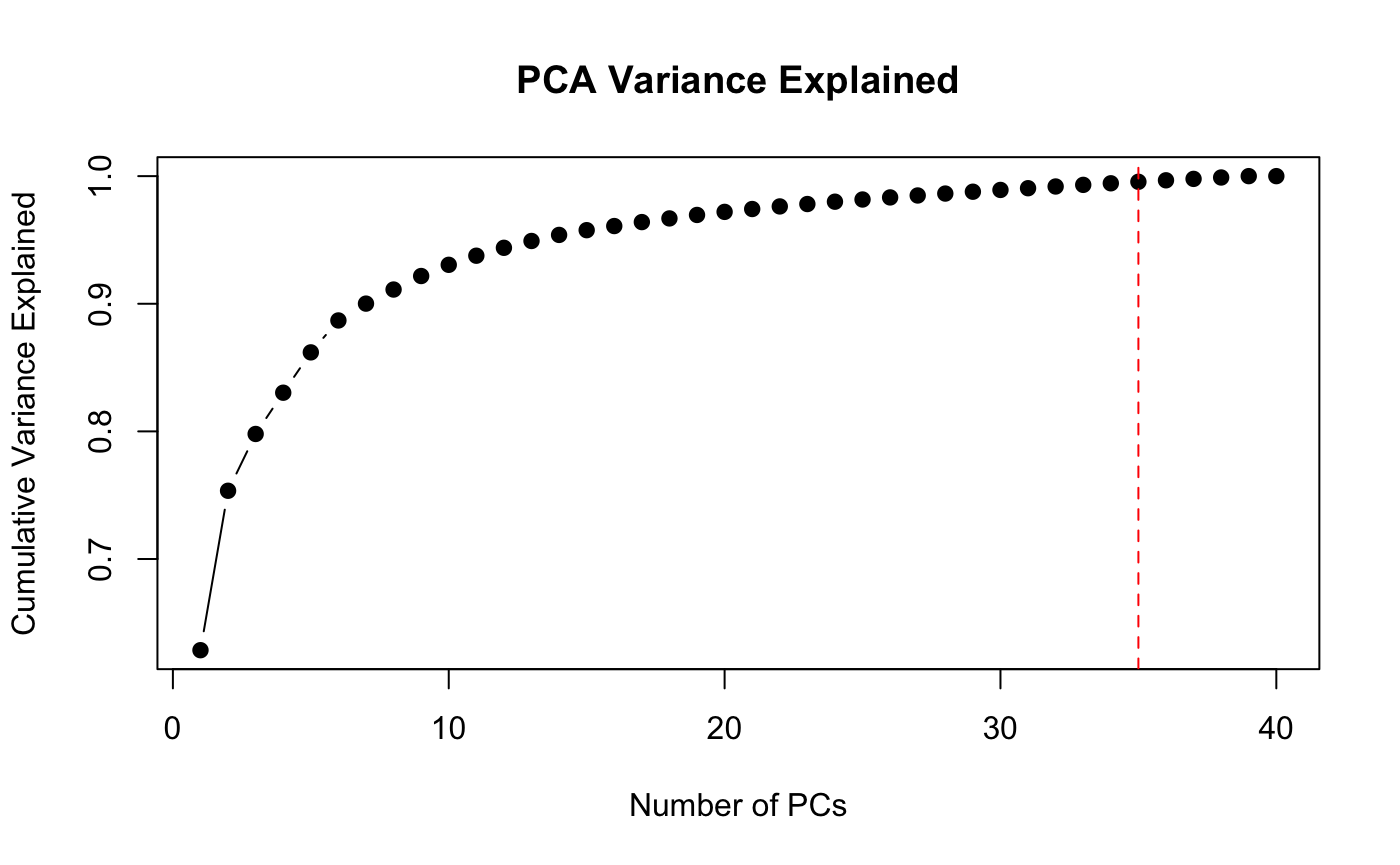 PCA Variance Explained
Cumulative Variance Explained
1.0
0.9
0.8
0.7
0 10 20 30 40
Number of PCs